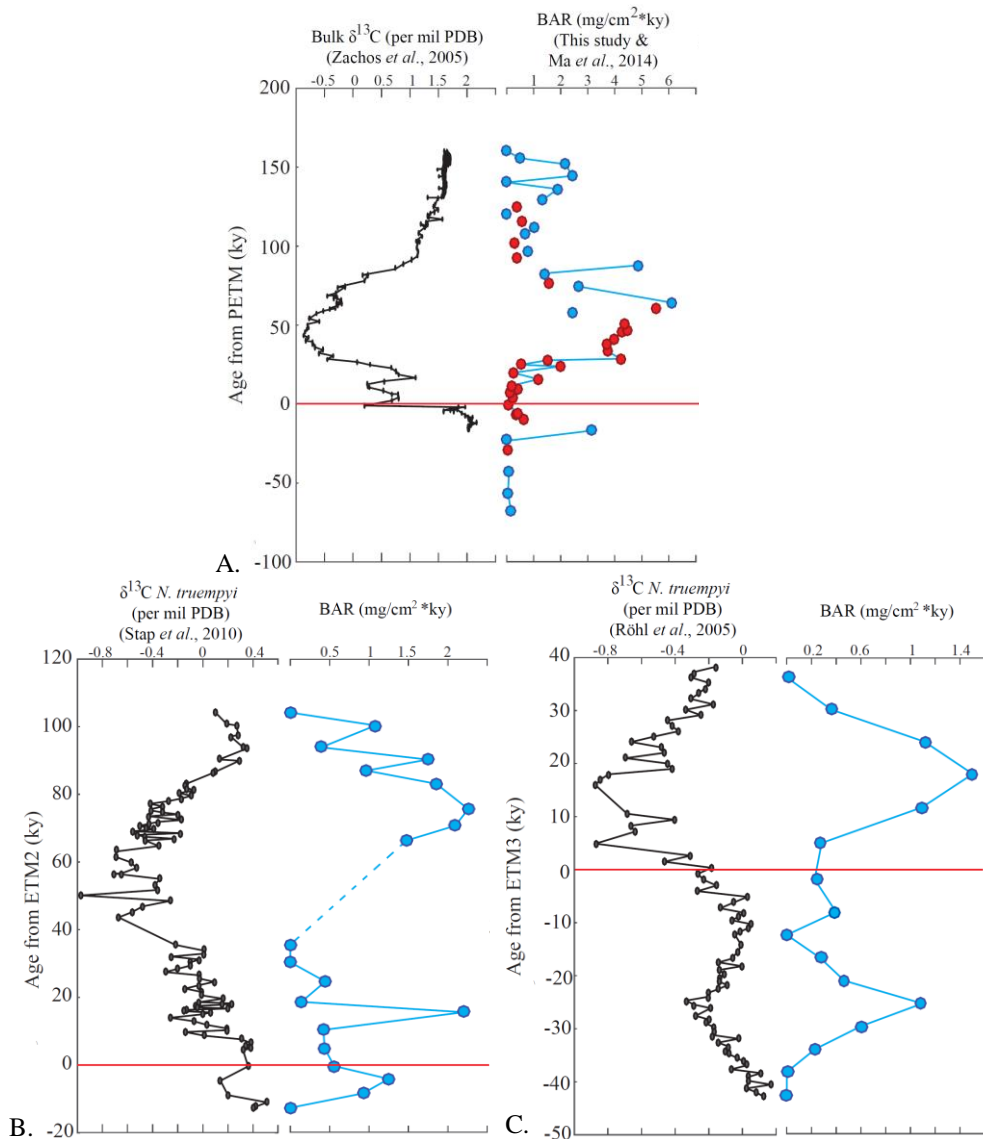 Bulk δ13C (per mil PDB)
(Zachos et al., 2005)
BAR (mg/cm2*ky)
(This study &
Ma et al., 2014)
-0.5 0 0.5 1 1.5 2
1 2 3 4 5 6
200
150
100
50
0
-50
-100
Age from PETM (ky)
A.
δ13C N. truempyi
(per mil PDB)
(Stap et al., 2010)
BAR (mg/cm2 *ky)
-0.8 -0.4 0 0.4
0.5 1 1.5 2
120
100
80
60
40
20
0
-20
Age from ETM2 (ky)
B.
δ13C N. truempyi
(per mil PDB)
(Röhl et al., 2005)
BAR (mg/cm2 *ky)
-0.8 -0.4 0
0.2 0.6 1 1.4
50
40
30
20
10
0
-10
-20
-30
-40
-50
Age from ETM3 (ky)
C.